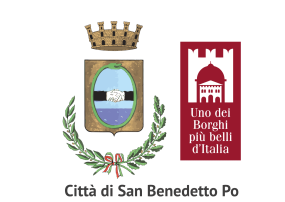 Uno dei
Borghi
più belli
d'Italia
Città di San Benedetto Po